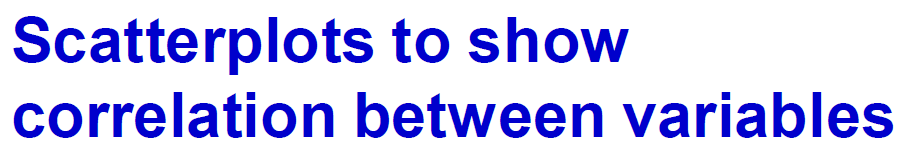 Scatterplots to show
correlation between variables